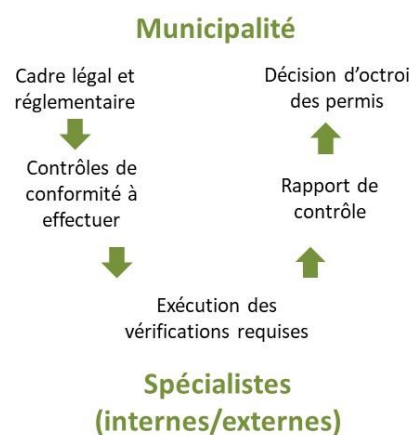 Municipalité
Cadre légal et
réglementaire
Contrôles de
conformité à
effectuer
Exécution des
vérifications requises
Rapport de
contrôle
Décision d'octroi
des permis
Spécialistes
(internes/externes)